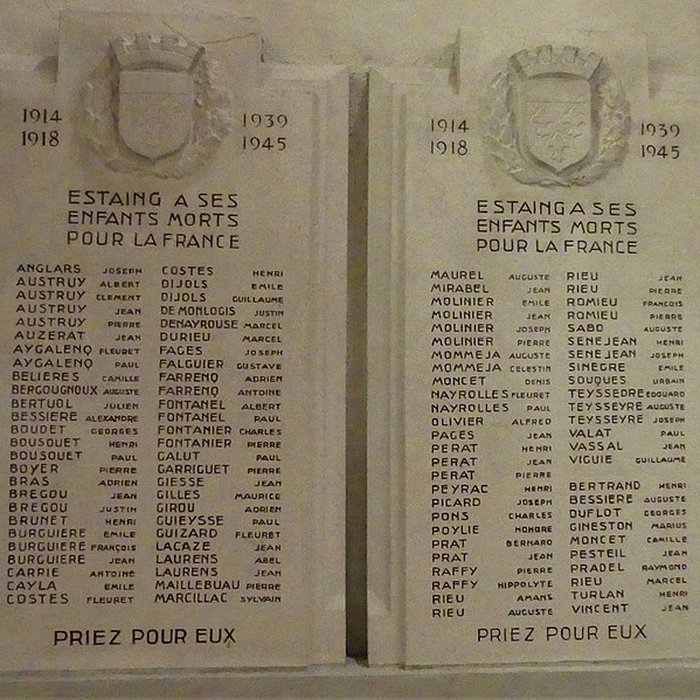 1914 1939
1918 1945
ESTAING A SES
ENFANTS MORTS
POUR LA FRANCE
ANGLARS JOSEPH
AUSTRUY ALBERT
AUSTRUY CLEMENT
AUSTRUY JEAN
AUSTRUY PIERRE
AUZERAT JEAN
AYGALENQ FLEURET
AYGALENQ PAUL
BELIERES CAMILLE
BERGOUGNOUX AUGUSTE
BERTUOL JULIEN
BESSIERE ALEXANDRE
BOUDET GEORGES
BOUSQUET HENRI
BOUSQUET PAUL
BOYER PIERRE
BRAS ADRIEN
BREGOU JEAN
BREGOU JUSTIN
BRUNET HENRI
BURGUIERE EMILE
BURGUIERE FRANÇOIS
BURGUIERE JEAN
CARRIE ANTOINE
CAYLA EMILE
COSTES FLEURET
COSTES HENRI
DIJOLS EMILE
DIJOLS GUILLAUME
DE MONLOGIS JUSTIN
DENAYROUSE MARCEL
DURIEU MARCEL
FAGES JOSEPH
FALGUIER GUSTAVE
FARRENQ ADRIEN
FARRENQ ANTOINE
FONTANEL ALBERT
FONTANEL PAUL
FONTANIER CHARLES
FONTANIER PIERRE
GALUT PAUL
GARRIGUET PIERRE
GIESSE JEAN
GILLES MAURICE
GIROU ADRIEN
GUIEYSSE PAUL
GUIZARD FLEURET
LACAZE JEAN
LAURENS ABEL
LAURENS JEAN
MAILLEBUAU PIERRE
MARCILLAC SYLVAIN
PRIEZ POUR EUX
1914 1939
1918 1945
ESTAING A SES
ENFANTS MORTS
POUR LA FRANCE
MAUREL AUGUSTE
MIRABEL JEAN
MOLINIER EMILE
MOLINIER JEAN
MOLINIER JOSEPH
MOLINIER PIERRE
MOMMEJA AUGUSTE
MOMMEJA CELESTIN
MONCET DENIS
NAYROLLES FLEURET
NAYROLLES PAUL
OLIVIER ALFRED
PAGES JEAN
PERAT HENRI
PERAT JEAN
PERAT PIERRE
PEYRAC HENRI
PICARD JOSEPH
PONS CHARLES
POYLIE HONORE
PRAT BERNARD
PRAT JEAN
RAFFY PIERRE
RAFFY HIPPOLYTE
RIEU AMANS
RIEU AUGUSTE
RIEU JEAN
RIEU PIERRE
ROMIEU FRANÇOIS
ROMIEU PIERRE
SABO AUGUSTE
SENEJEAN HENRI
SENEJEAN JOSEPH
SINEGRE EMILE
SOUQUES URBAIN
TEYSSEDRE EDOUARD
TEYSSEYRE AUGUSTE
TEYSSEYRE JOSEPH
VALAT PAUL
VASSAL JEAN
VIGUIE GUILLAUME
BERTRAND HENRI
BESSIERE AUGUSTE
DUFLOT GEORGES
GINESTON MARIUS
MONCET CAMILLE
PESTEIL JEAN
PRADEL RAYMOND
RIEU MARCEL
TURLAN HENRI
VINCENT JEAN
PRIEZ POUR EUX